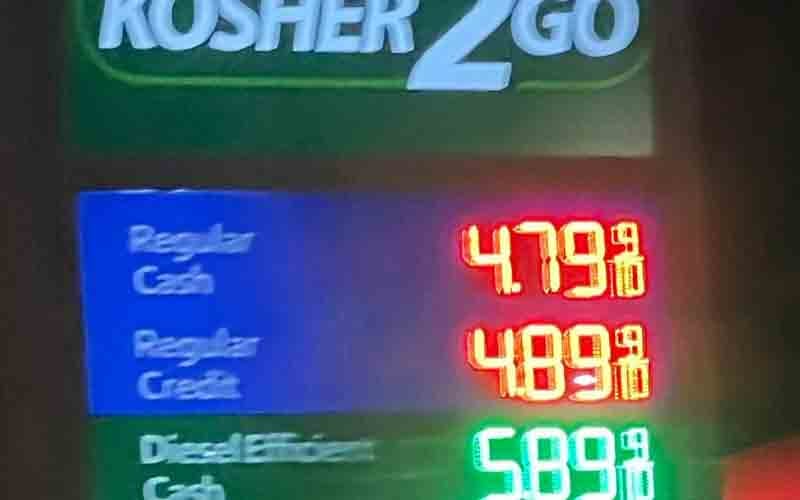 KOSHER 2GO
Regular
Cash
4.79 9/10
Regular
Credit
4.89 9/10
Diesel Efficient
Cash
5.89 9/10